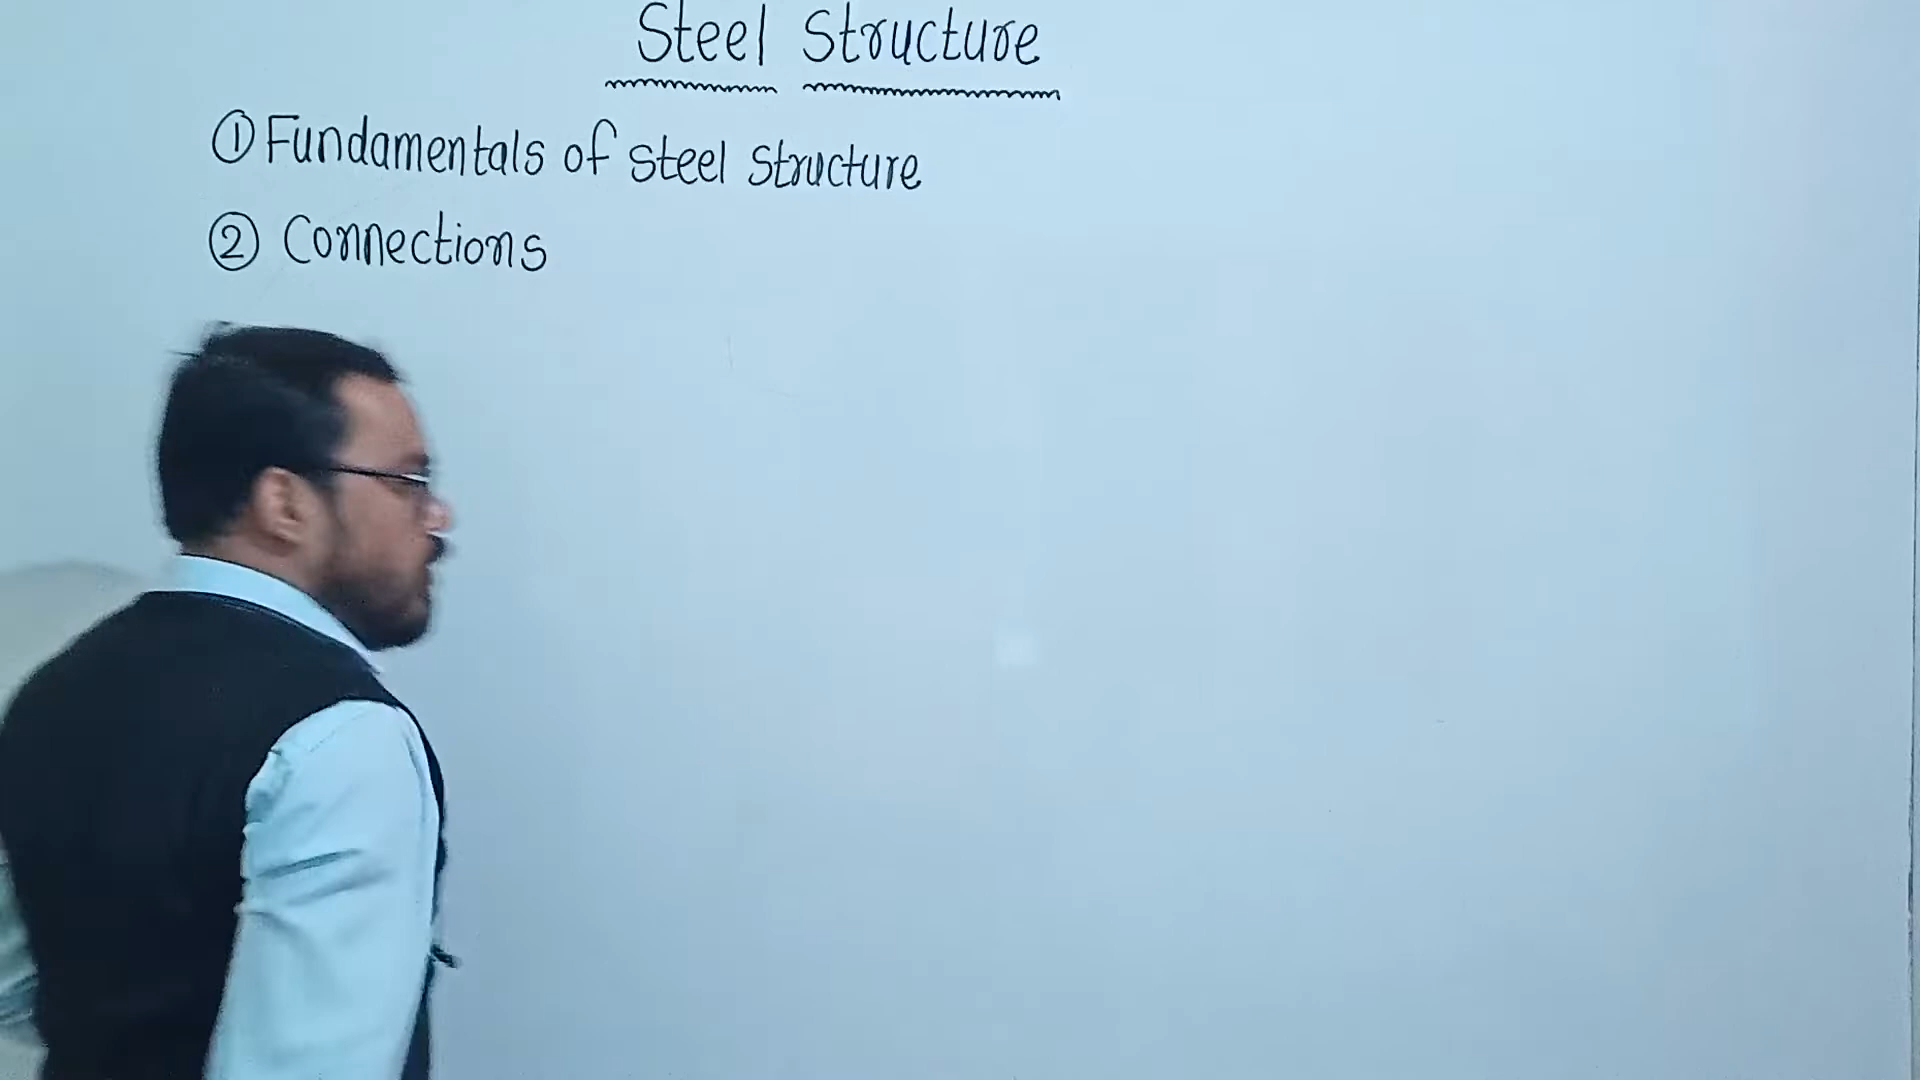 Steel Structure
① Fundamentals of Steel Structure
② Connections